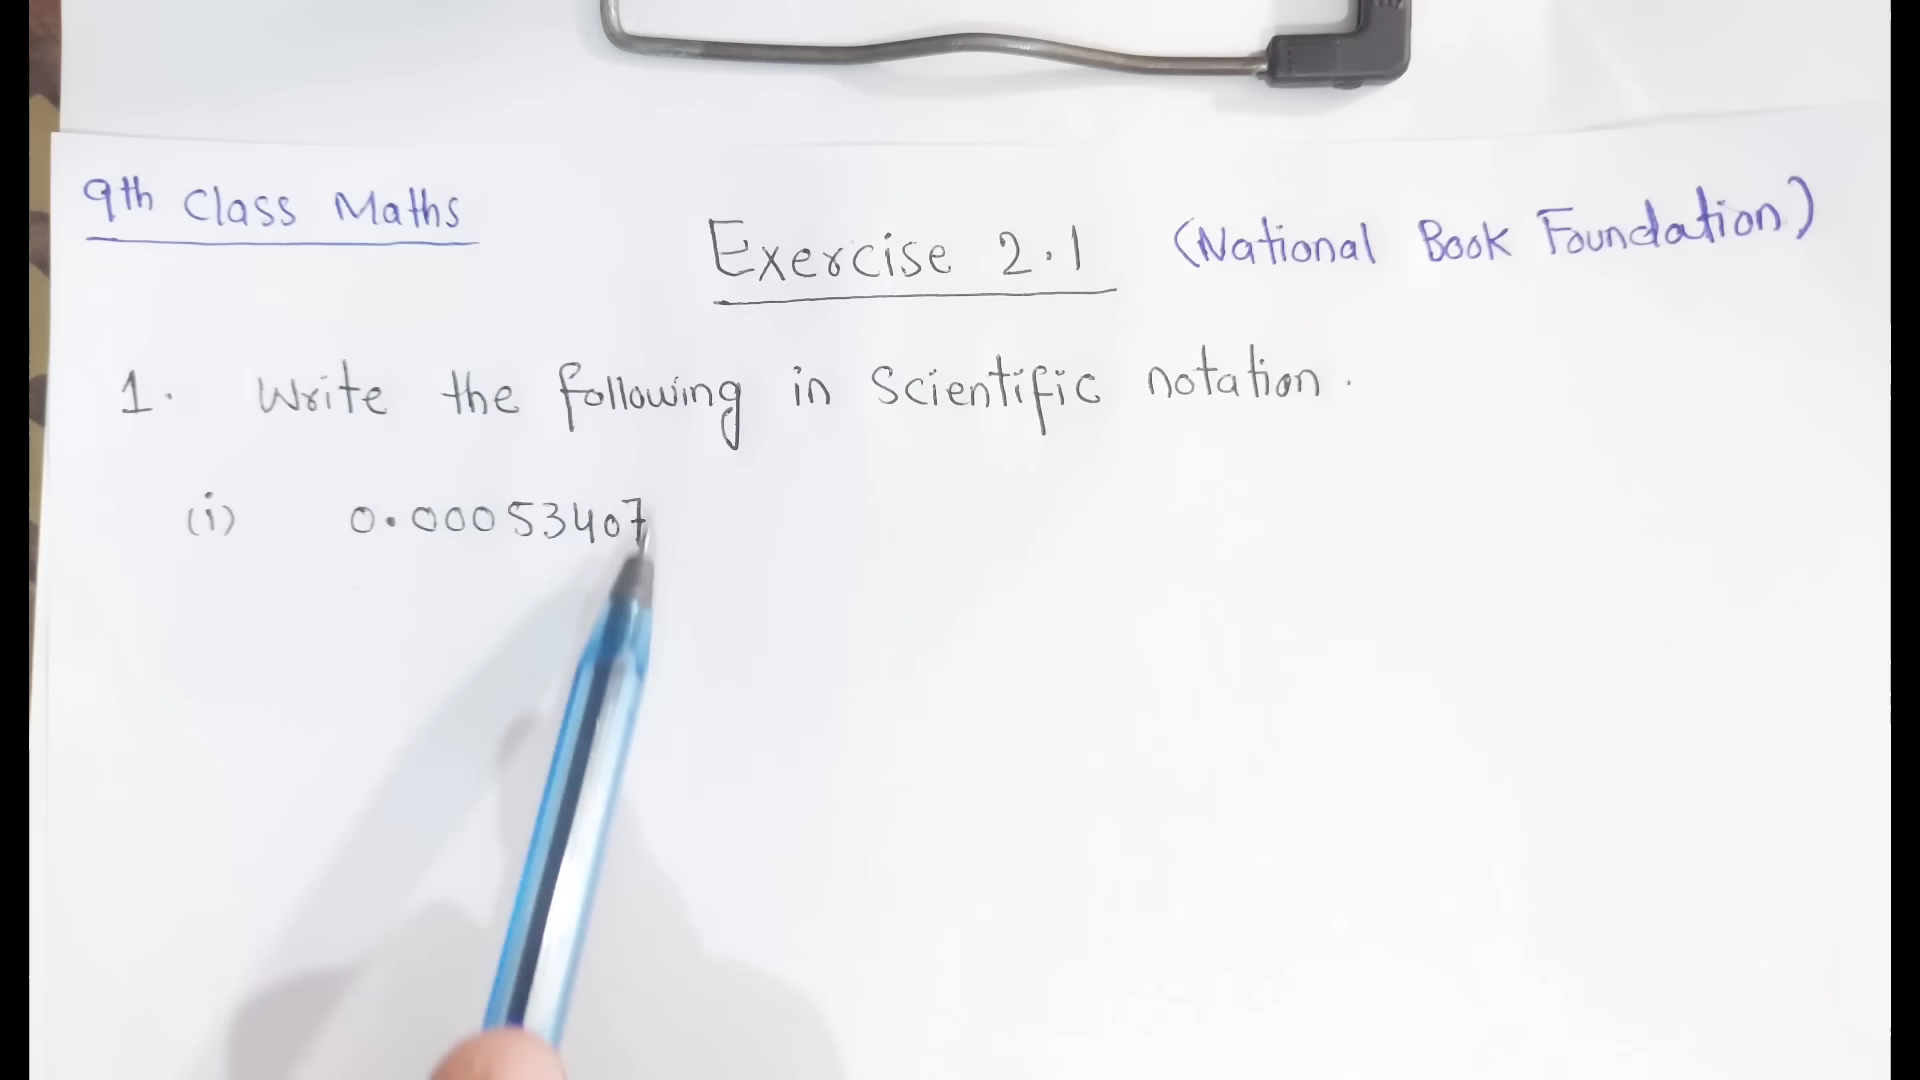 9th Class Maths
Exercise 2.1 (National Book Foundation)
1. Write the following in Scientific notation.
(i) 0.00053407